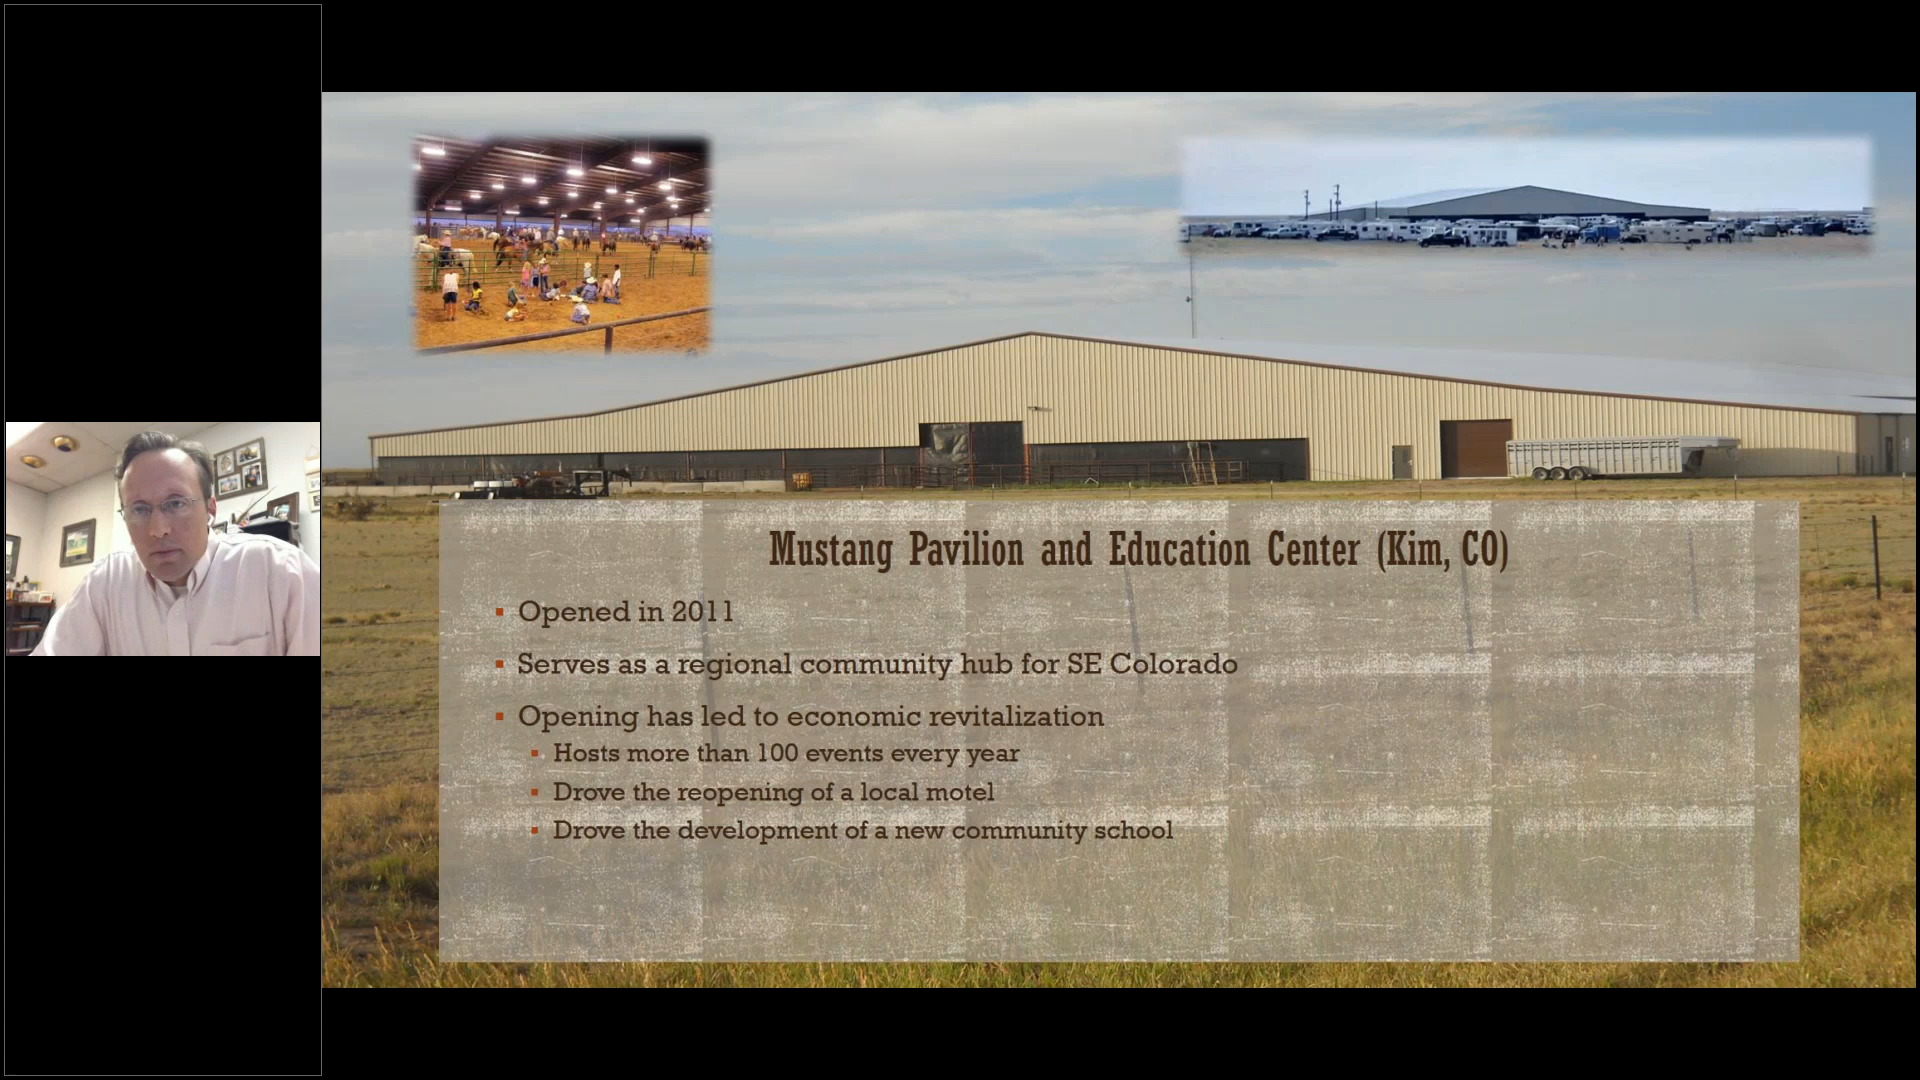 Mustang Pavilion and Education Center (Kim, CO)
Opened in 2011
Serves as a regional community hub for SE Colorado
Opening has led to economic revitalization
Hosts more than 100 events every year
Drove the reopening of a local motel
Drove the development of a new community school